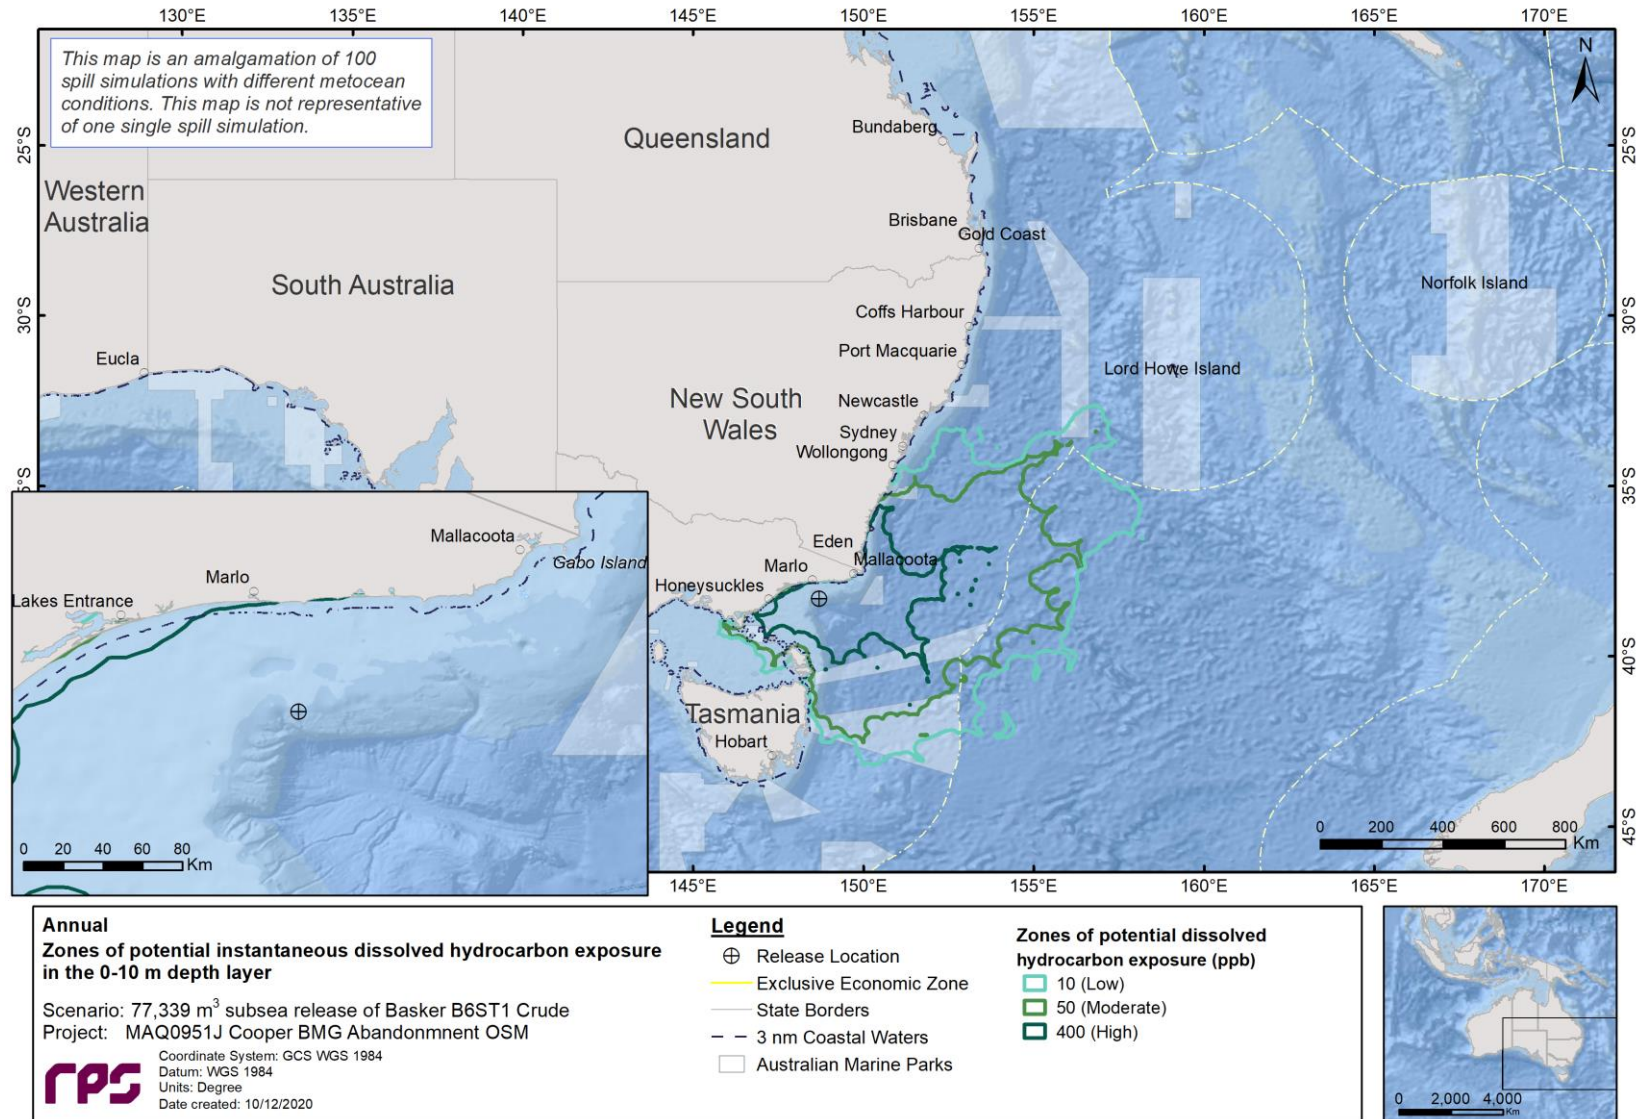 130°E 135°E 140°E 145°E 150°E 155°E 160°E 165°E 170°E
This map is an amalgamation of 100
spill simulations with different metocean
conditions. This map is not representative
of one single spill simulation.
N
25°S
25°S
Bundaberg
Queensland
Western
Australia
Brisbane
Gold Coast
South Australia
Norfolk Island
30°S
30°S
Coffs Harbour
Port Macquarie
Eucla
Lord Howe Island
New South
Wales
Newcastle
Sydney
Wollongong
35°S
35°S
Eden
Mallacoota
Marlo
Honeysuckles
40°S
Tasmania
Hobart
45°S
Mallacoota
Gabo Island
Marlo
Lakes Entrance
0 20 40 60 80
Km
0 200 400 600 800
Km
145°E 150°E 155°E 160°E 165°E 170°E
Annual
Zones of potential instantaneous dissolved hydrocarbon exposure
in the 0-10 m depth layer
Scenario: 77,339 m³ subsea release of Basker B6ST1 Crude
Project: MAQ0951J Cooper BMG Abandonmnent OSM
rps
Coordinate System: GCS WGS 1984
Datum: WGS 1984
Units: Degree
Date created: 10/12/2020
Legend
Release Location
Exclusive Economic Zone
State Borders
3 nm Coastal Waters
Australian Marine Parks
Zones of potential dissolved
hydrocarbon exposure (ppb)
10 (Low)
50 (Moderate)
400 (High)
0 2,000 4,000
Km